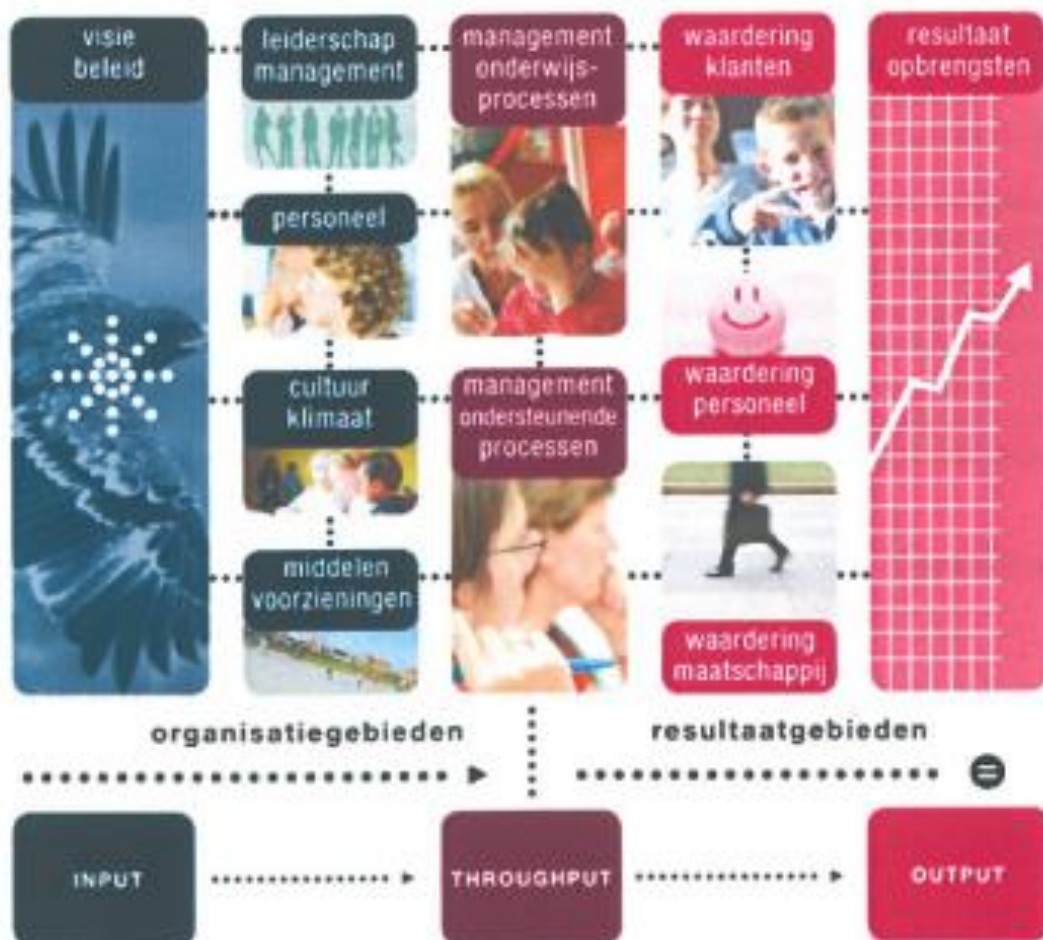 visie
beleid
leiderschap
management
management
onderwijs-
processen
waardering
klanten
resultaat
opbrengsten
personeel
cultuur
klimaat
management
ondersteunende
processen
waardering
personeel
middelen
voorzieningen
waardering
maatschappij
organisatiegebieden
resultaatgebieden
=
INPUT
THROUGHPUT
OUTPUT